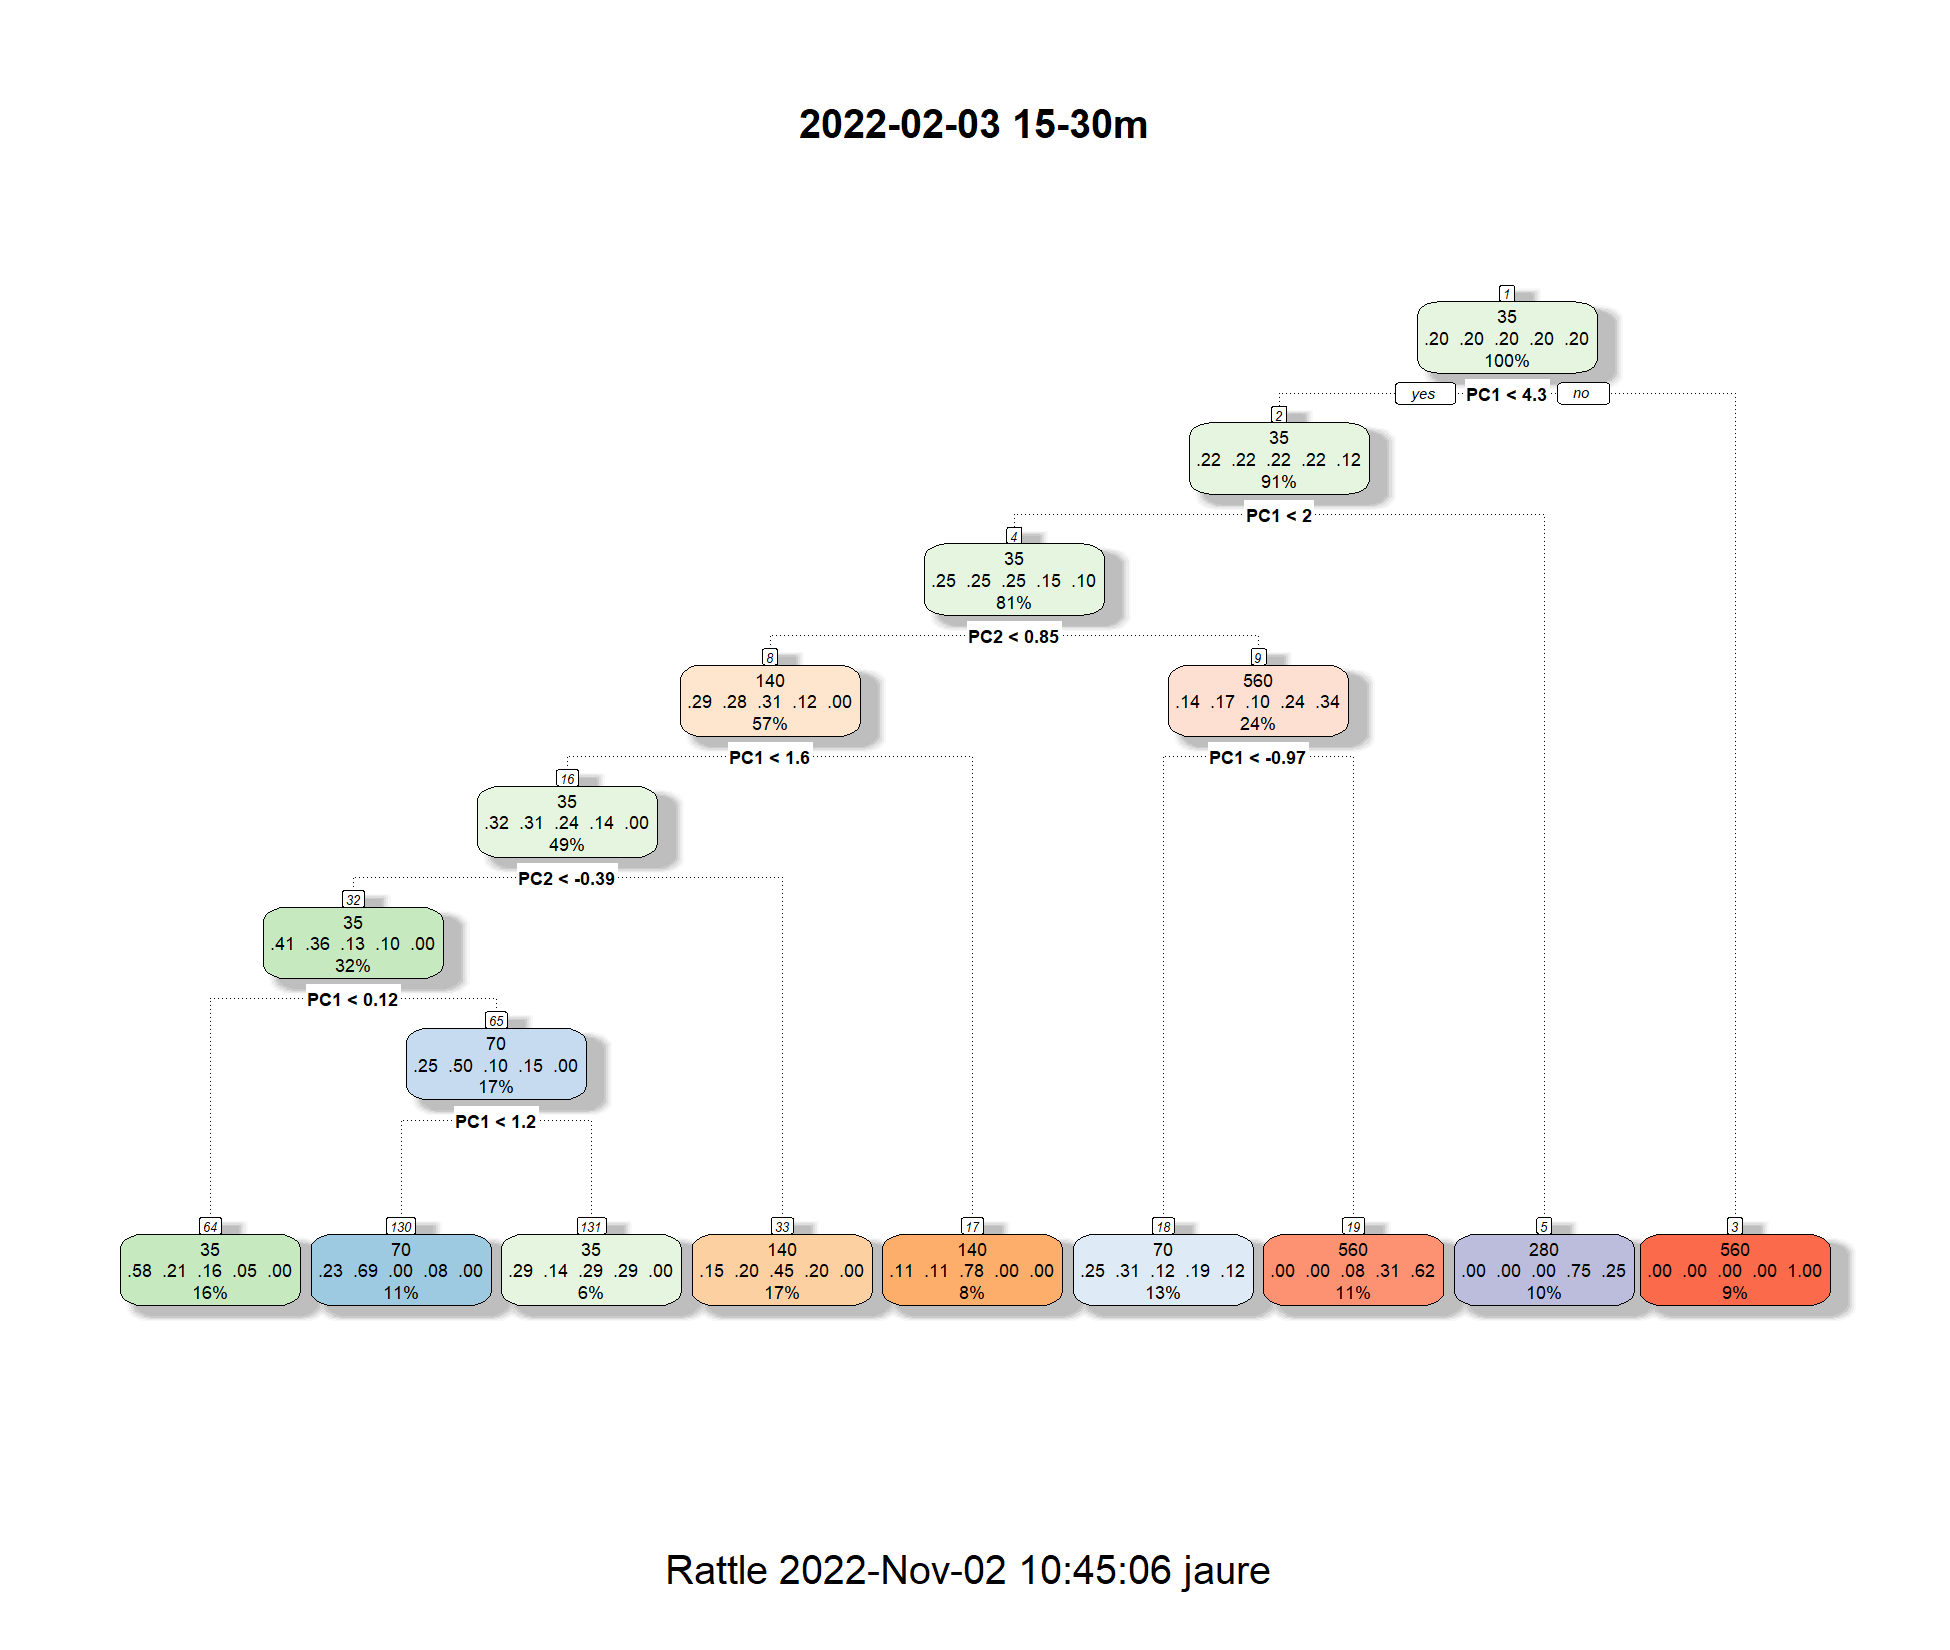 2022-02-03 15-30m
1
35
.20 .20 .20 .20 .20
100%
yes PC1 < 4.3 no
2
35
.22 .22 .22 .22 .12
91%
PC1 < 2
4
35
.25 .25 .25 .15 .10
81%
PC2 < 0.85
8
140
.29 .28 .31 .12 .00
57%
PC1 < 1.6
9
560
.14 .17 .10 .24 .34
24%
PC1 < -0.97
16
35
.32 .31 .24 .14 .00
49%
PC2 < -0.39
32
35
.41 .36 .13 .10 .00
32%
PC1 < 0.12
65
70
.25 .50 .10 .15 .00
17%
PC1 < 1.2
64
35
.58 .21 .16 .05 .00
16%
130
70
.23 .69 .00 .08 .00
11%
131
35
.29 .14 .29 .29 .00
6%
33
140
.15 .20 .45 .20 .00
17%
17
140
.11 .11 .78 .00 .00
8%
18
70
.25 .31 .12 .19 .12
13%
19
560
.00 .00 .08 .31 .62
11%
5
280
.00 .00 .00 .75 .25
10%
3
560
.00 .00 .00 .00 1.00
9%
Rattle 2022-Nov-02 10:45:06 jaure